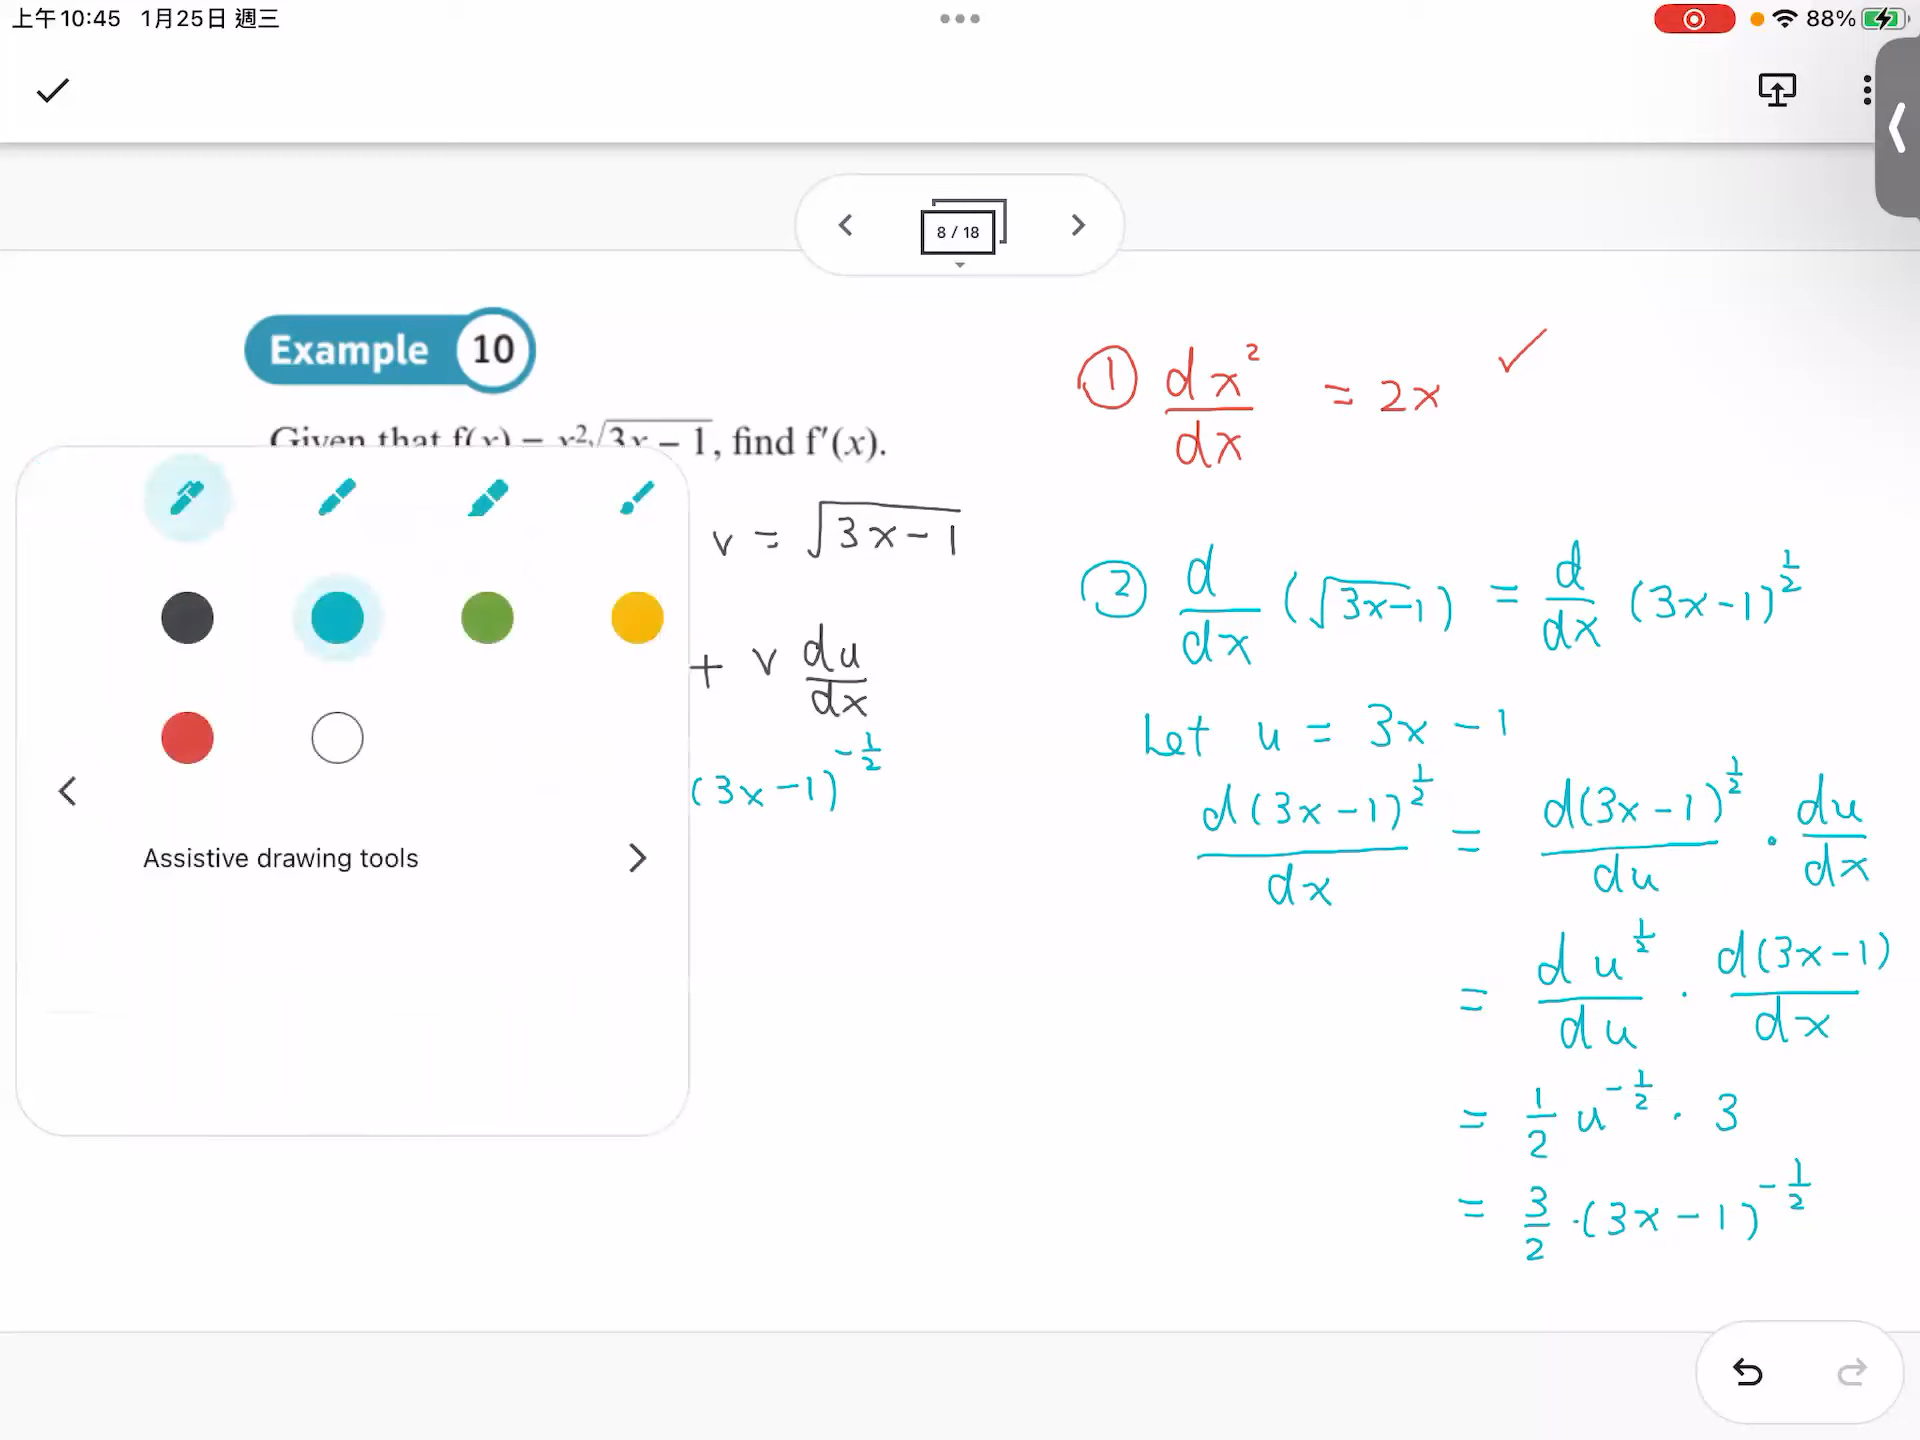 上午10:45 1月25日 週三
88%
8 / 18
Example 10
Given that f(x) = x²√(3x − 1), find f′(x).
v = √(3x-1)
+ v du/dx
(3x-1)^(-1/2)
Assistive drawing tools
① dx²/dx = 2x ✓
② d/dx (√(3x-1)) = d/dx (3x-1)^(1/2)
Let u = 3x - 1
d(3x-1)^(1/2)/dx = d(3x-1)^(1/2)/du · du/dx
= du^(1/2)/du · d(3x-1)/dx
= 1/2 u^(-1/2) · 3
= 3/2 ·(3x-1)^(-1/2)